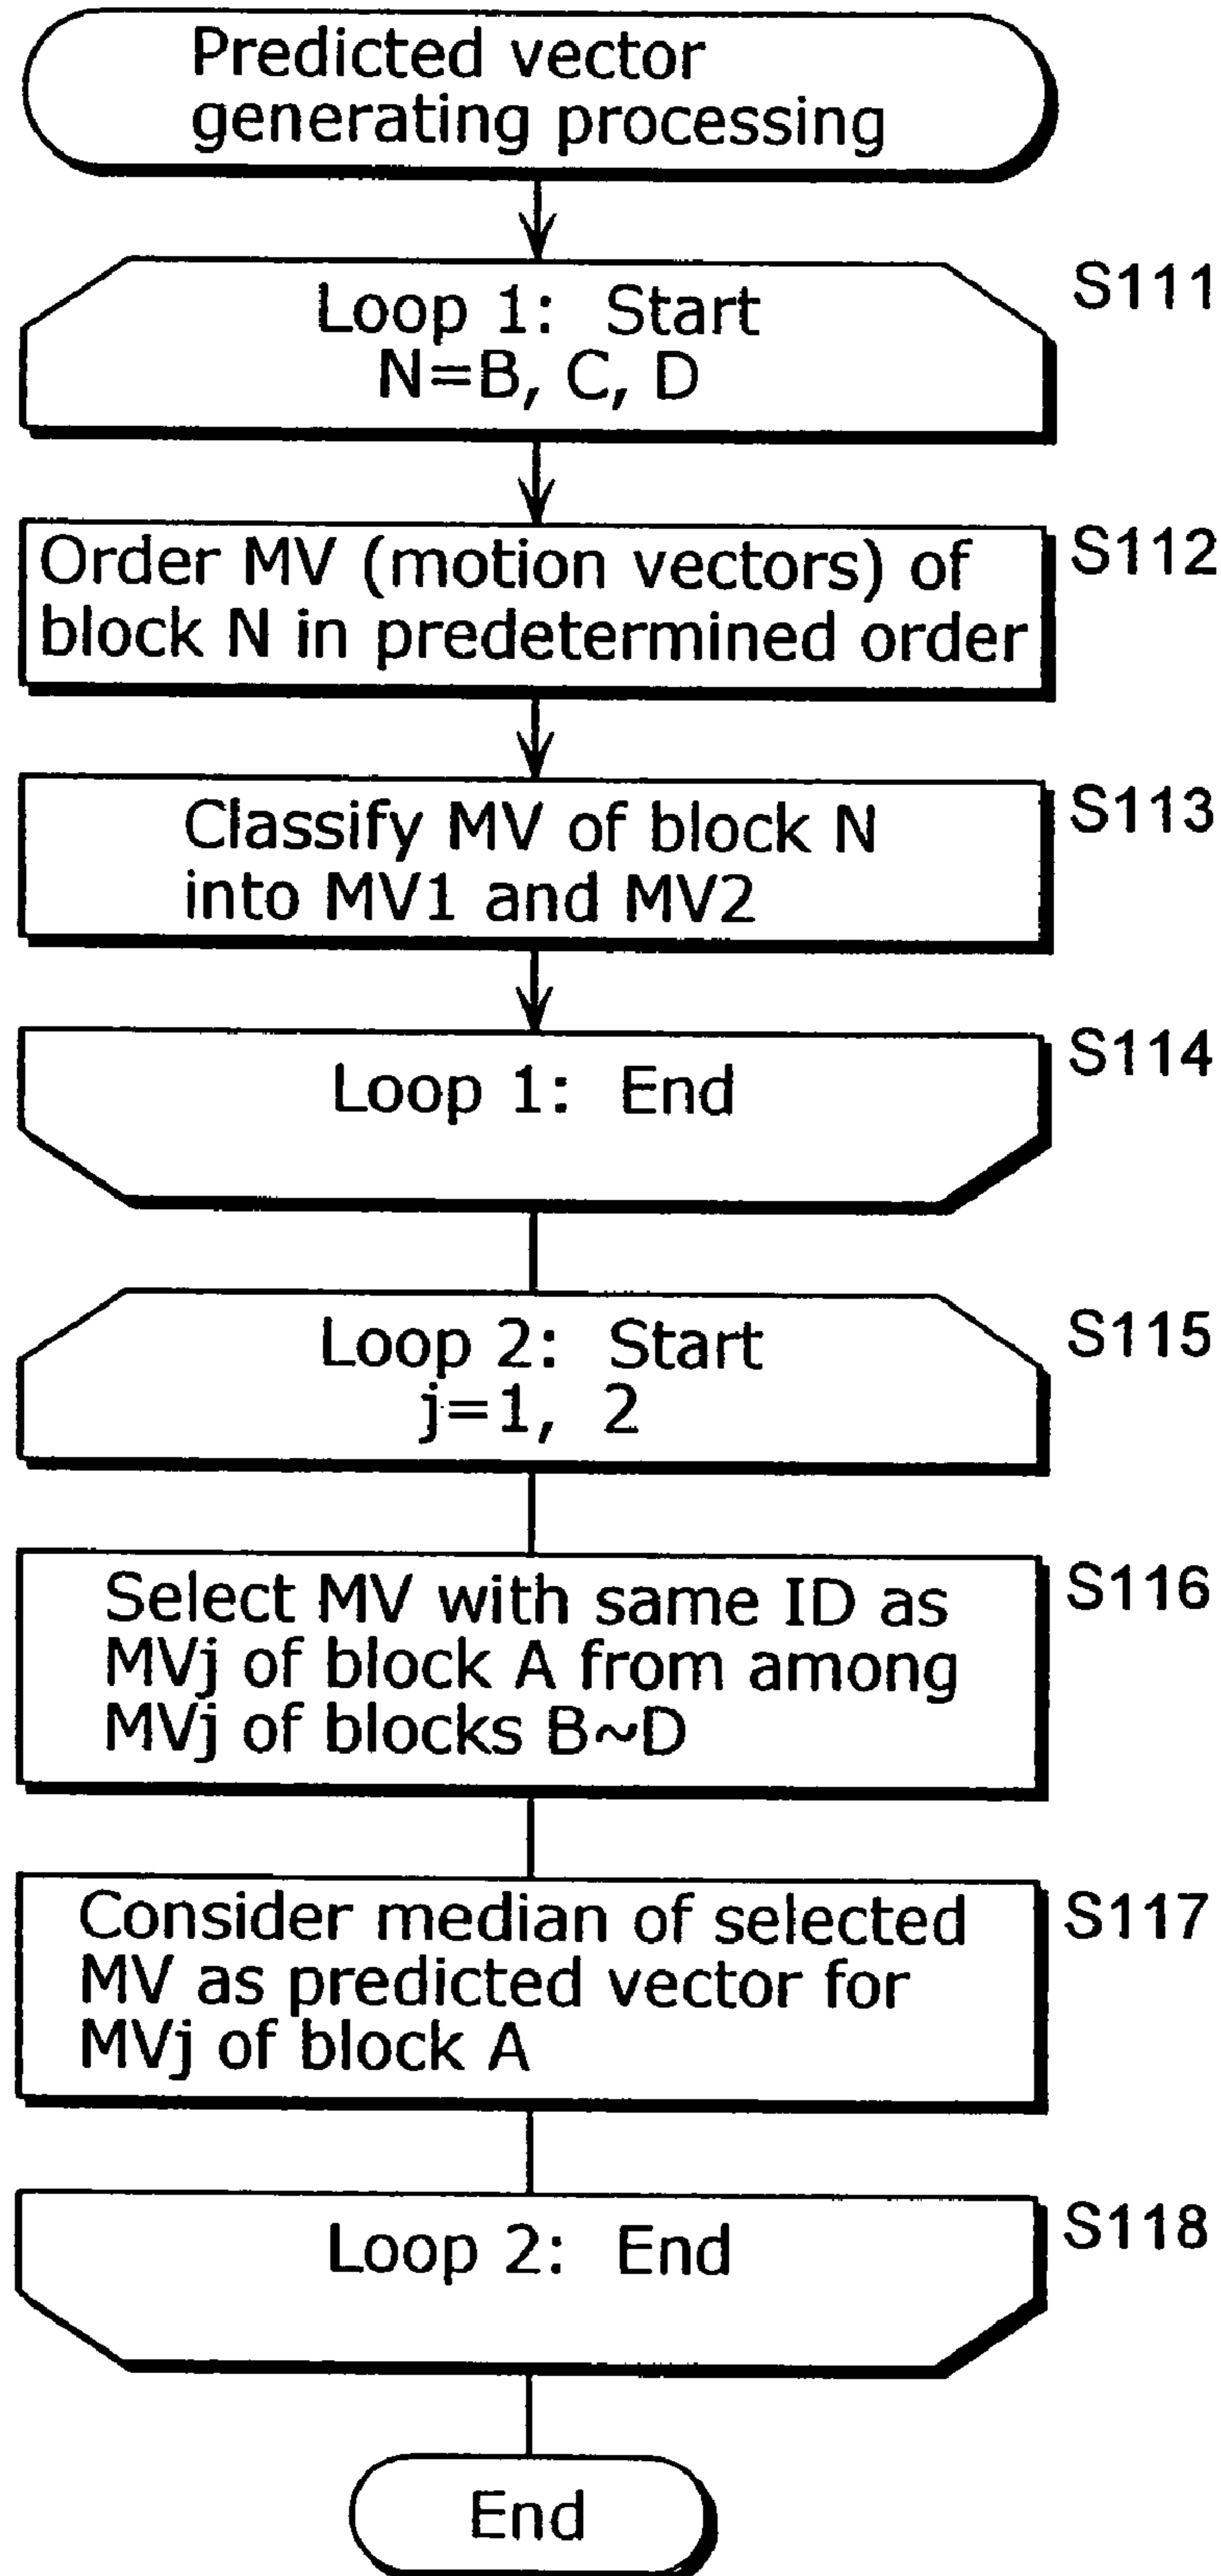 Predicted vector
generating processing
Loop 1: Start
N=B, C, D
S111
Order MV (motion vectors) of
block N in predetermined order
S112
Classify MV of block N
into MV1 and MV2
S113
Loop 1: End
S114
Loop 2: Start
j=1, 2
S115
Select MV with same ID as
MVj of block A from among
MVj of blocks B~D
S116
Consider median of selected
MV as predicted vector for
MVj of block A
S117
Loop 2: End
S118
End